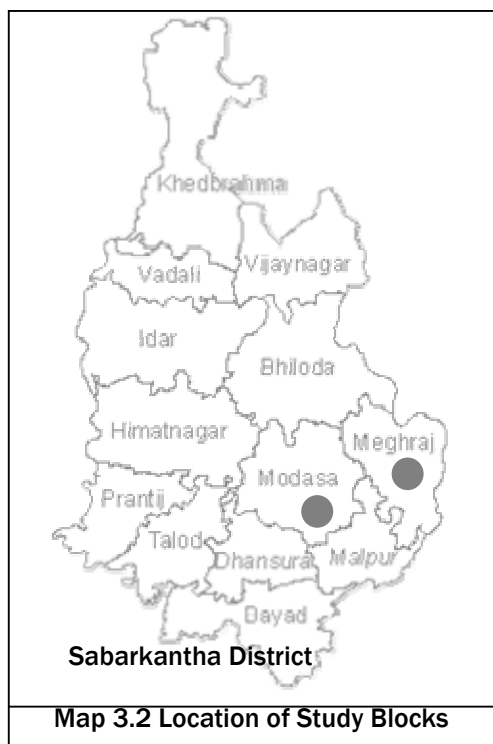 Khedbrahma
Vijaynagar
Vadali
Idar
Bhiloda
Himatnagar
Meghraj
Modasa
Prantij
Talod
Dhansura
Malpur
Bayad
Sabarkantha District
Map 3.2 Location of Study Blocks